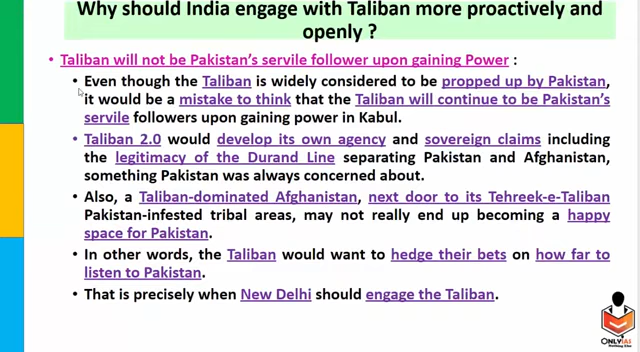 Why should India engage with Taliban more proactively and
openly ?
• Taliban will not be Pakistan's servile follower upon gaining Power :
• Even though the Taliban is widely considered to be propped up by Pakistan,
it would be a mistake to think that the Taliban will continue to be Pakistan's
servile followers upon gaining power in Kabul.
• Taliban 2.0 would develop its own agency and sovereign claims including
the legitimacy of the Durand Line separating Pakistan and Afghanistan,
something Pakistan was always concerned about.
• Also, a Taliban-dominated Afghanistan, next door to its Tehreek-e-Taliban
Pakistan-infested tribal areas, may not really end up becoming a happy
space for Pakistan.
• In other words, the Taliban would want to hedge their bets on how far to
listen to Pakistan.
• That is precisely when New Delhi should engage the Taliban.
ONLYIAS
Nothing Else